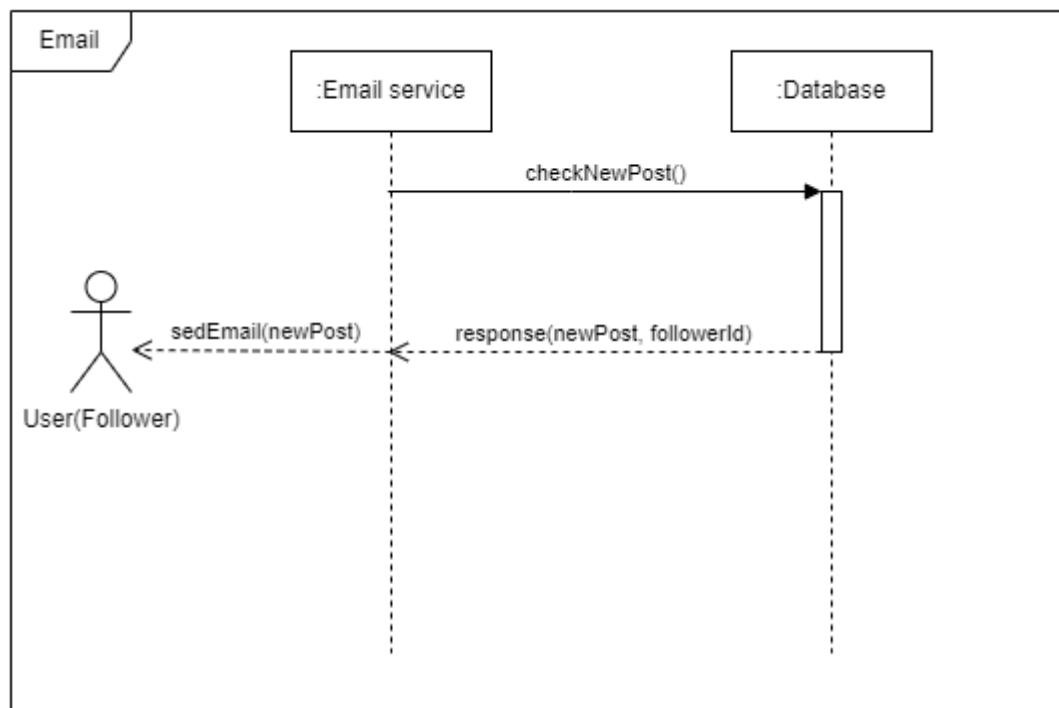 Email
:Email service
:Database
checkNewPost()
sedEmail(newPost)
response(newPost, followerId)
User(Follower)